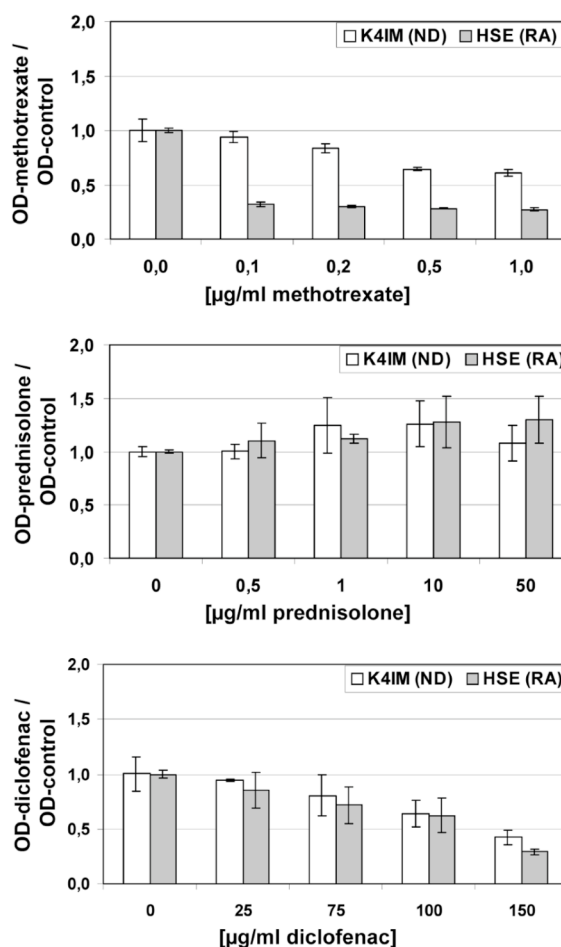 2,0
K4IM (ND) HSE (RA)
1,5
1,0
0,5
0,0
OD-methotrexate /
OD-control
0,0 0,1 0,2 0,5 1,0
[µg/ml methotrexate]
2,0
K4IM (ND) HSE (RA)
1,5
1,0
0,5
0,0
OD-prednisolone /
OD-control
0 0,5 1 10 50
[µg/ml prednisolone]
2,0
K4IM (ND) HSE (RA)
1,5
1,0
0,5
0,0
OD-diclofenac /
OD-control
0 25 75 100 150
[µg/ml diclofenac]